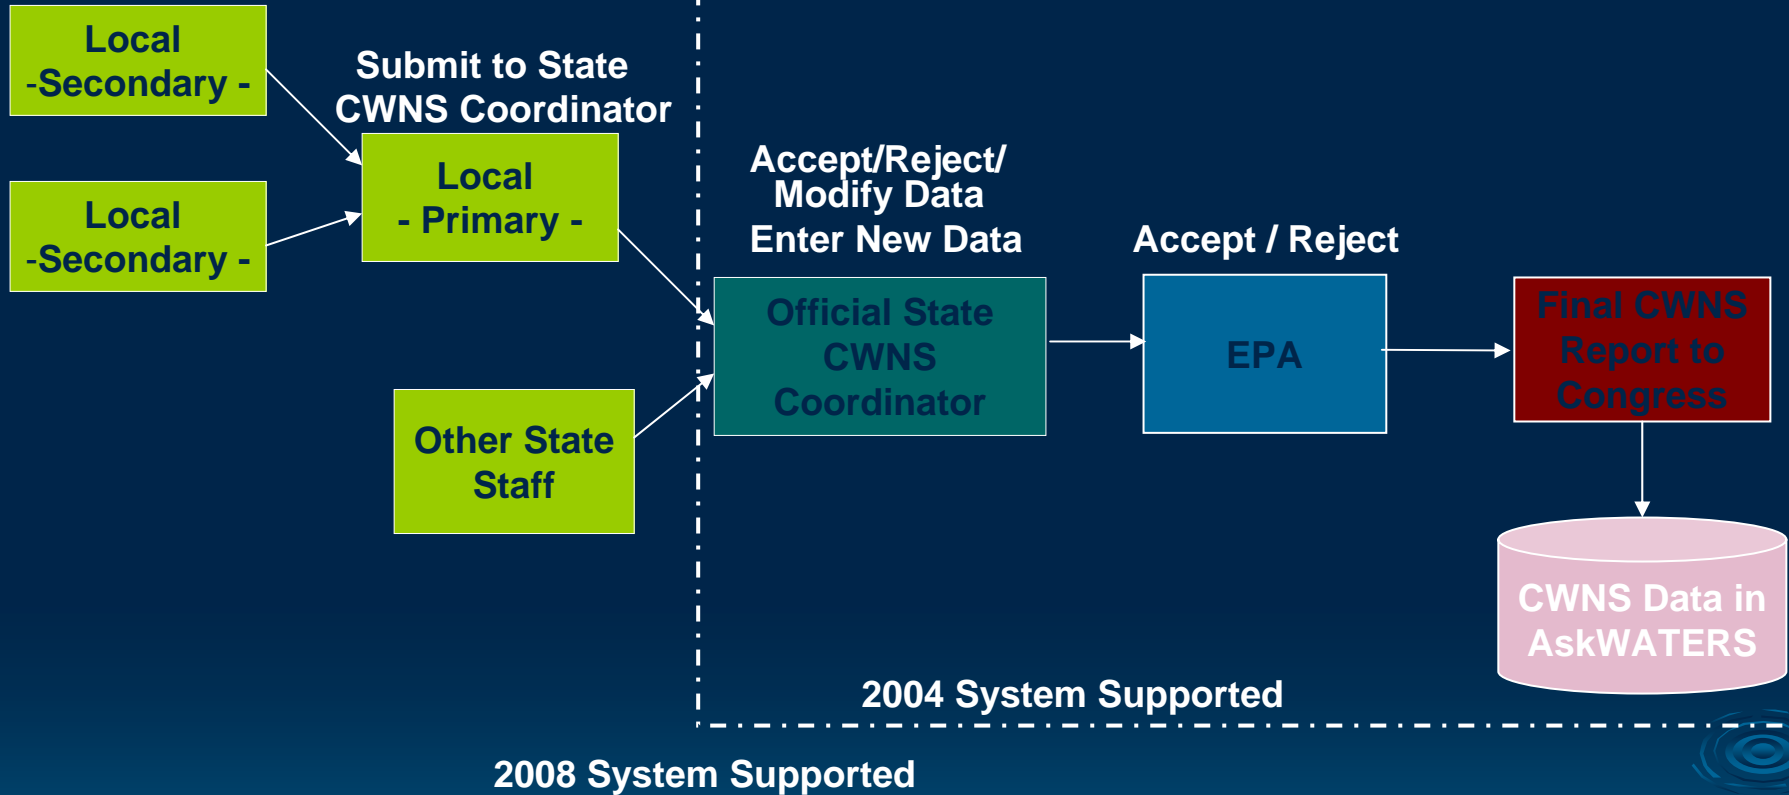 Local
-Secondary -
Local
-Secondary -
Submit to State
CWNS Coordinator
Local
- Primary -
Other State
Staff
Accept/Reject/
Modify Data
Enter New Data
Official State
CWNS
Coordinator
Accept / Reject
EPA
Final CWNS
Report to
Congress
CWNS Data in
AskWATERS
2004 System Supported
2008 System Supported